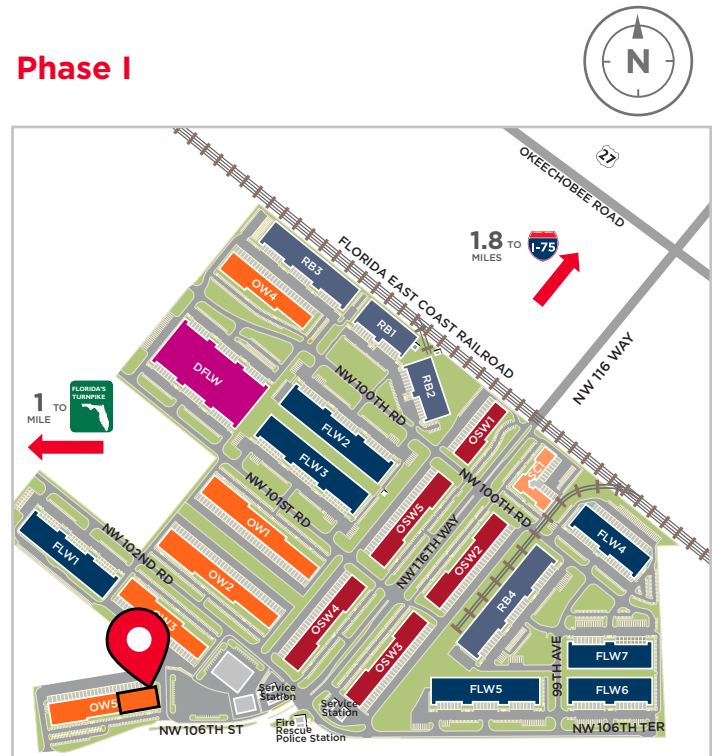 Phase I
N
27
OKEECHOBEE ROAD
1.8 TO
MILES
I-75
FLORIDA EAST COAST RAILROAD
NW 116 WAY
RB3
OW4
RB1
RB2
DFLW
NW 100TH RD
1 TO
MILE
FLORIDA'S
TURNPIKE
FLW2
FLW3
OSW1
NW 100TH RD
SC1
NW 101ST RD
OW1
OSW5
NW 116TH WAY
OSW2
FLW4
FLW1
NW 102ND RD
OW2
OW3
OSW4
OSW3
RB4
99TH AVE
FLW7
FLW6
FLW5
OW5
Service
Station
Service
Station
NW 106TH ST
Fire
Rescue
Police Station
NW 106TH TER